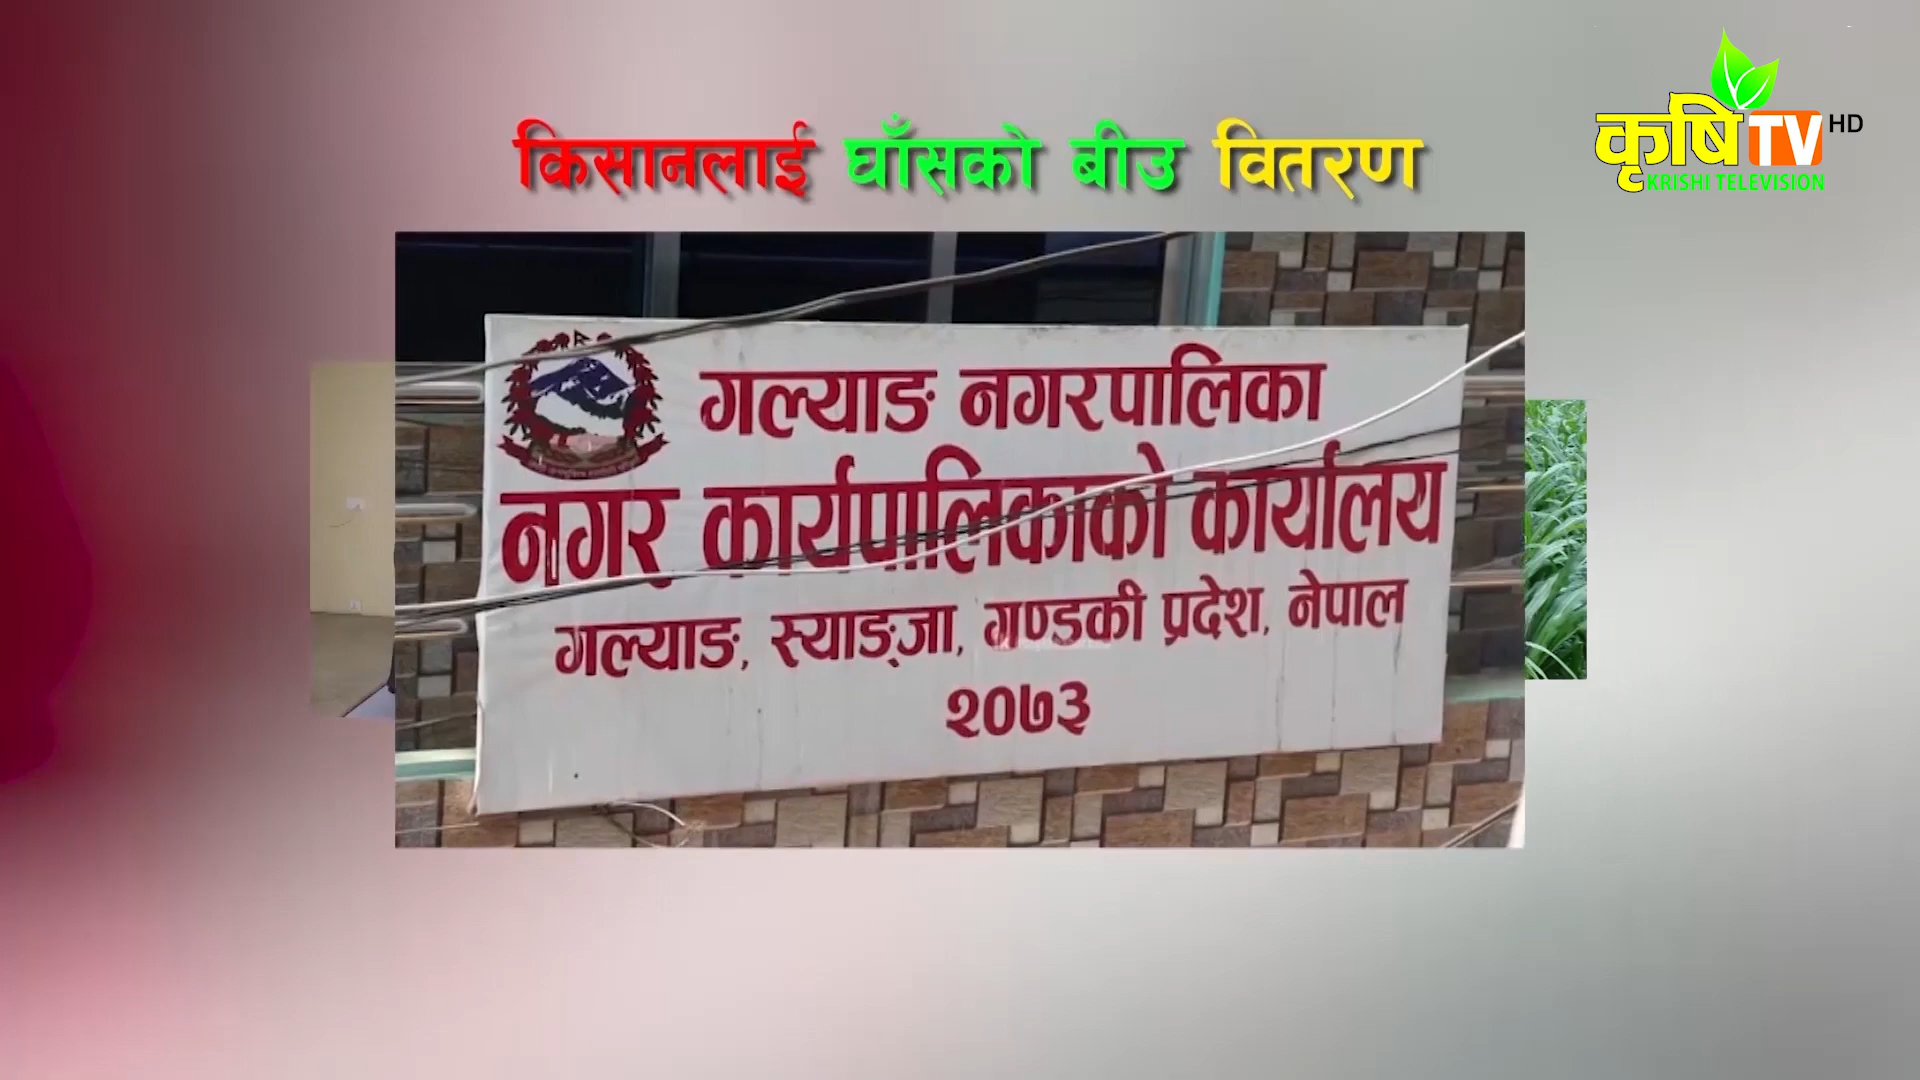 किसानलाई घाँसको बीउ वितरण
कृषि TV HD
KRISHI TELEVISION
गल्याङ नगरपालिका
नगर कार्यपालिकाको कार्यालय
गल्याङ, स्याङ्जा, गण्डकी प्रदेश, नेपाल
२०७३